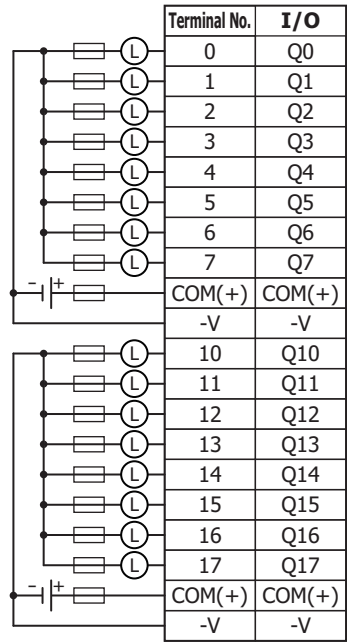 Terminal No. I/O
L 0 Q0
L 1 Q1
L 2 Q2
L 3 Q3
L 4 Q4
L 5 Q5
L 6 Q6
L 7 Q7
- + COM(+) COM(+)
-V -V
L 10 Q10
L 11 Q11
L 12 Q12
L 13 Q13
L 14 Q14
L 15 Q15
L 16 Q16
L 17 Q17
- + COM(+) COM(+)
-V -V